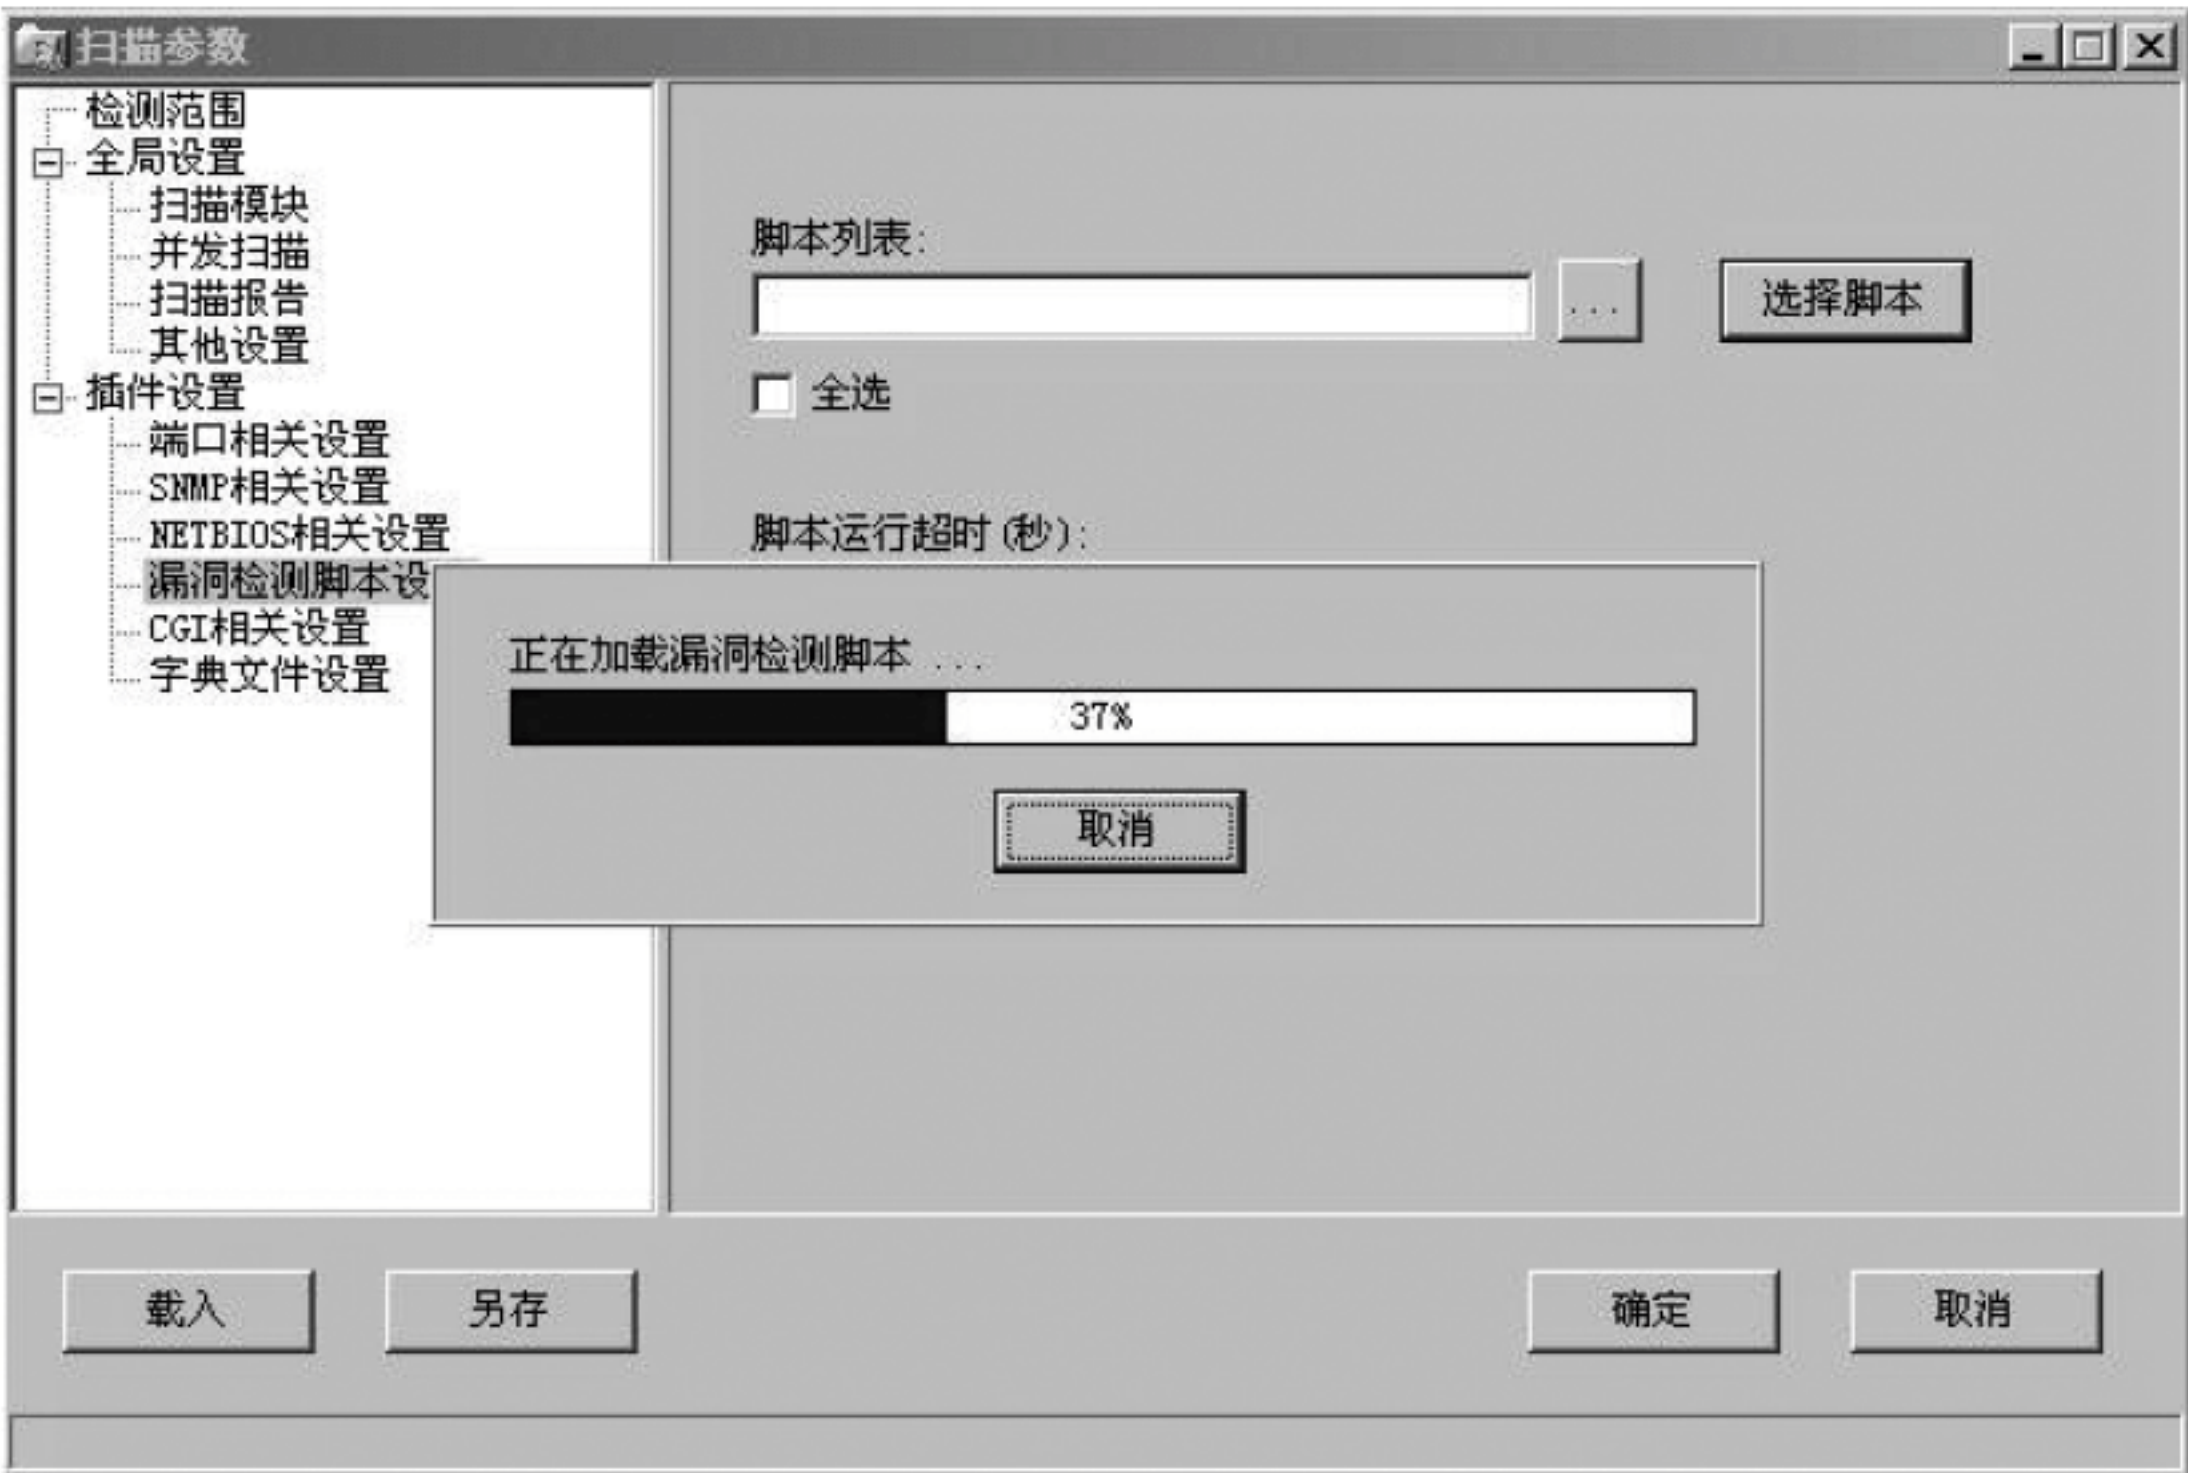 扫描参数
检测范围
全局设置
扫描模块
并发扫描
扫描报告
其他设置
插件设置
端口相关设置
SNMP相关设置
NETBIOS相关设置
漏洞检测脚本设
CGI相关设置
字典文件设置
脚本列表:
...
选择脚本
全选
脚本运行超时(秒):
正在加载漏洞检测脚本 ...
37%
取消
载入
另存
确定
取消